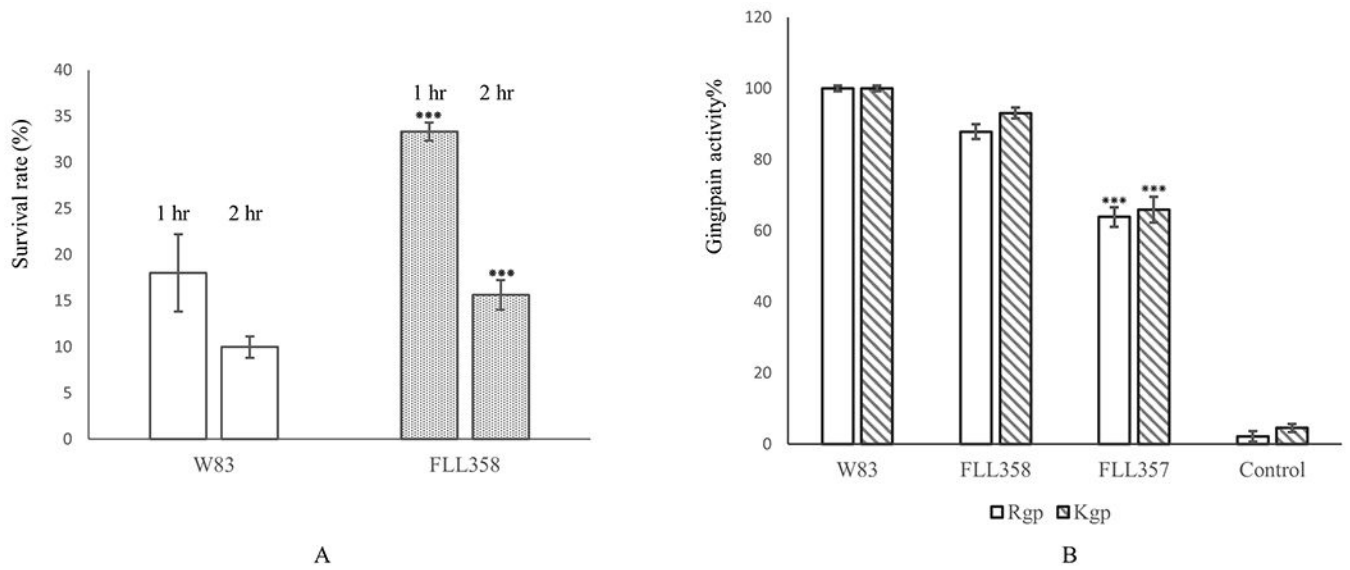 Survival rate (%)
40
35
30
25
20
15
10
5
0
1 hr
2 hr
1 hr
2 hr
***
***
W83
FLL358
A
Gingipain activity%
120
100
80
60
40
20
0
***
***
W83
FLL358
FLL357
Control
Rgp
Kgp
B